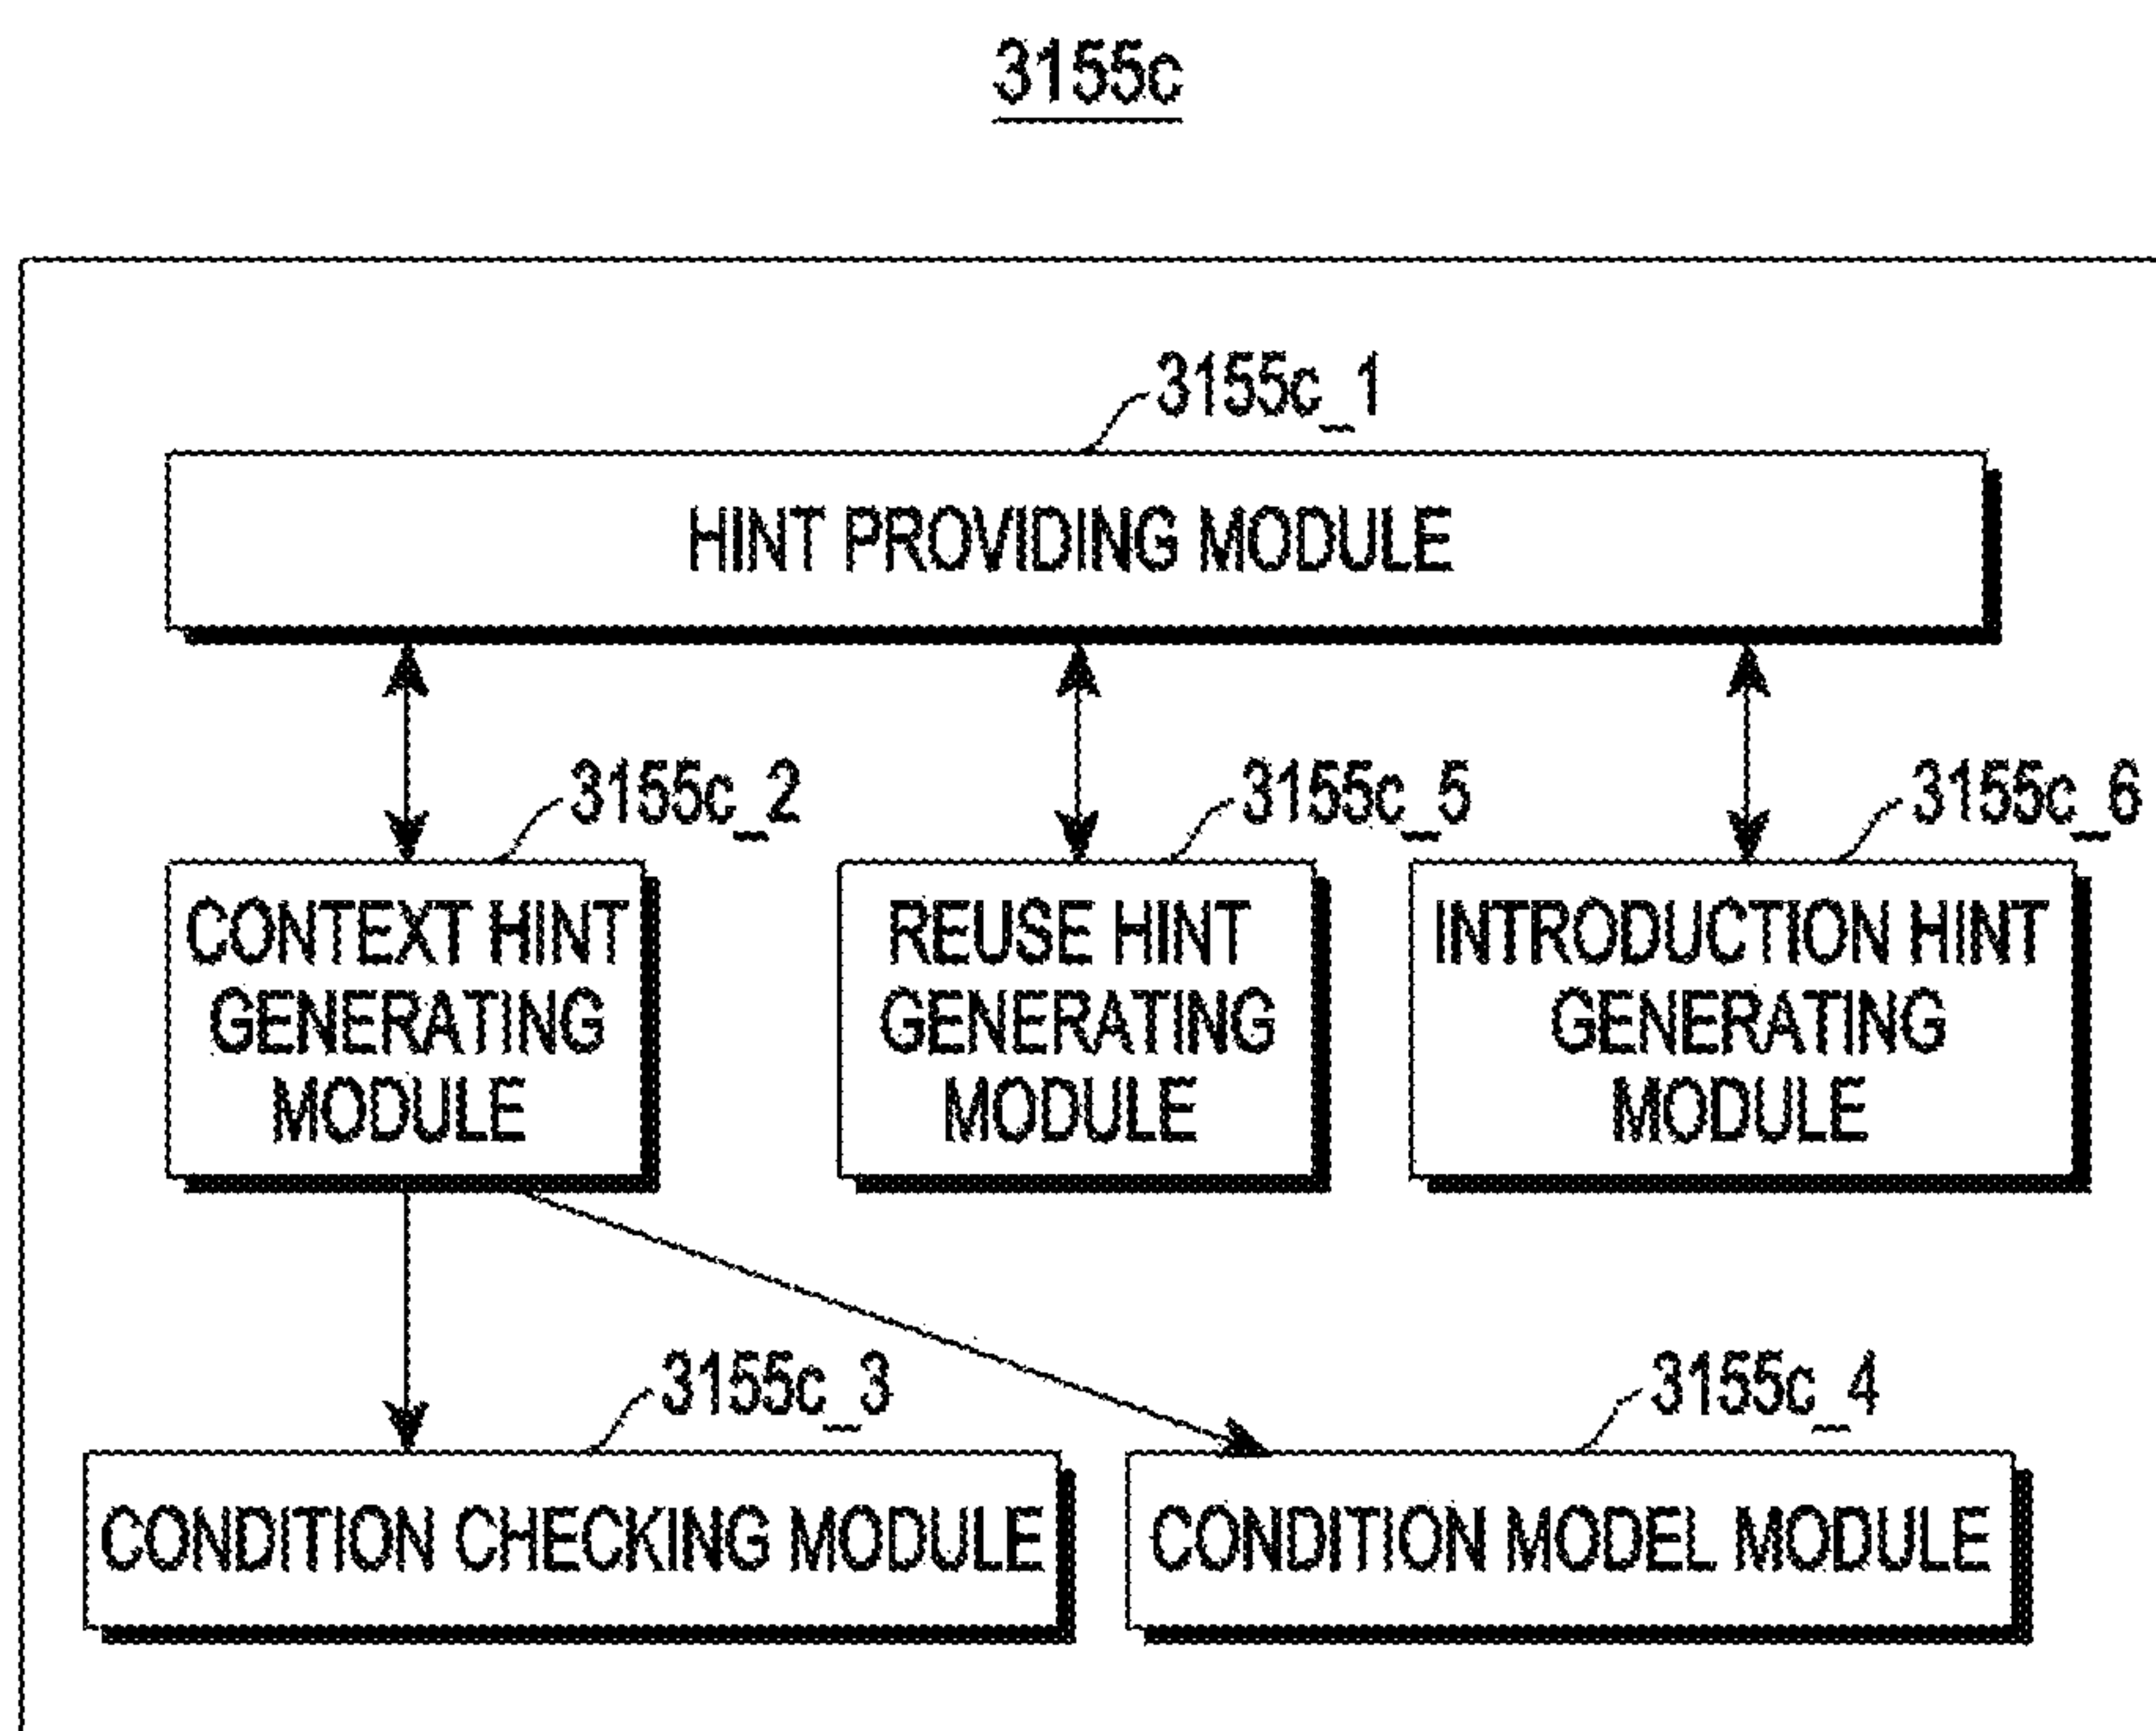 3155c
3155c_1
HINT PROVIDING MODULE
3155c_2
3155c_5
3155c_6
CONTEXT HINT
GENERATING
MODULE
REUSE HINT
GENERATING
MODULE
INTRODUCTION HINT
GENERATING
MODULE
3155c_3
3155c_4
CONDITION CHECKING MODULE
CONDITION MODEL MODULE